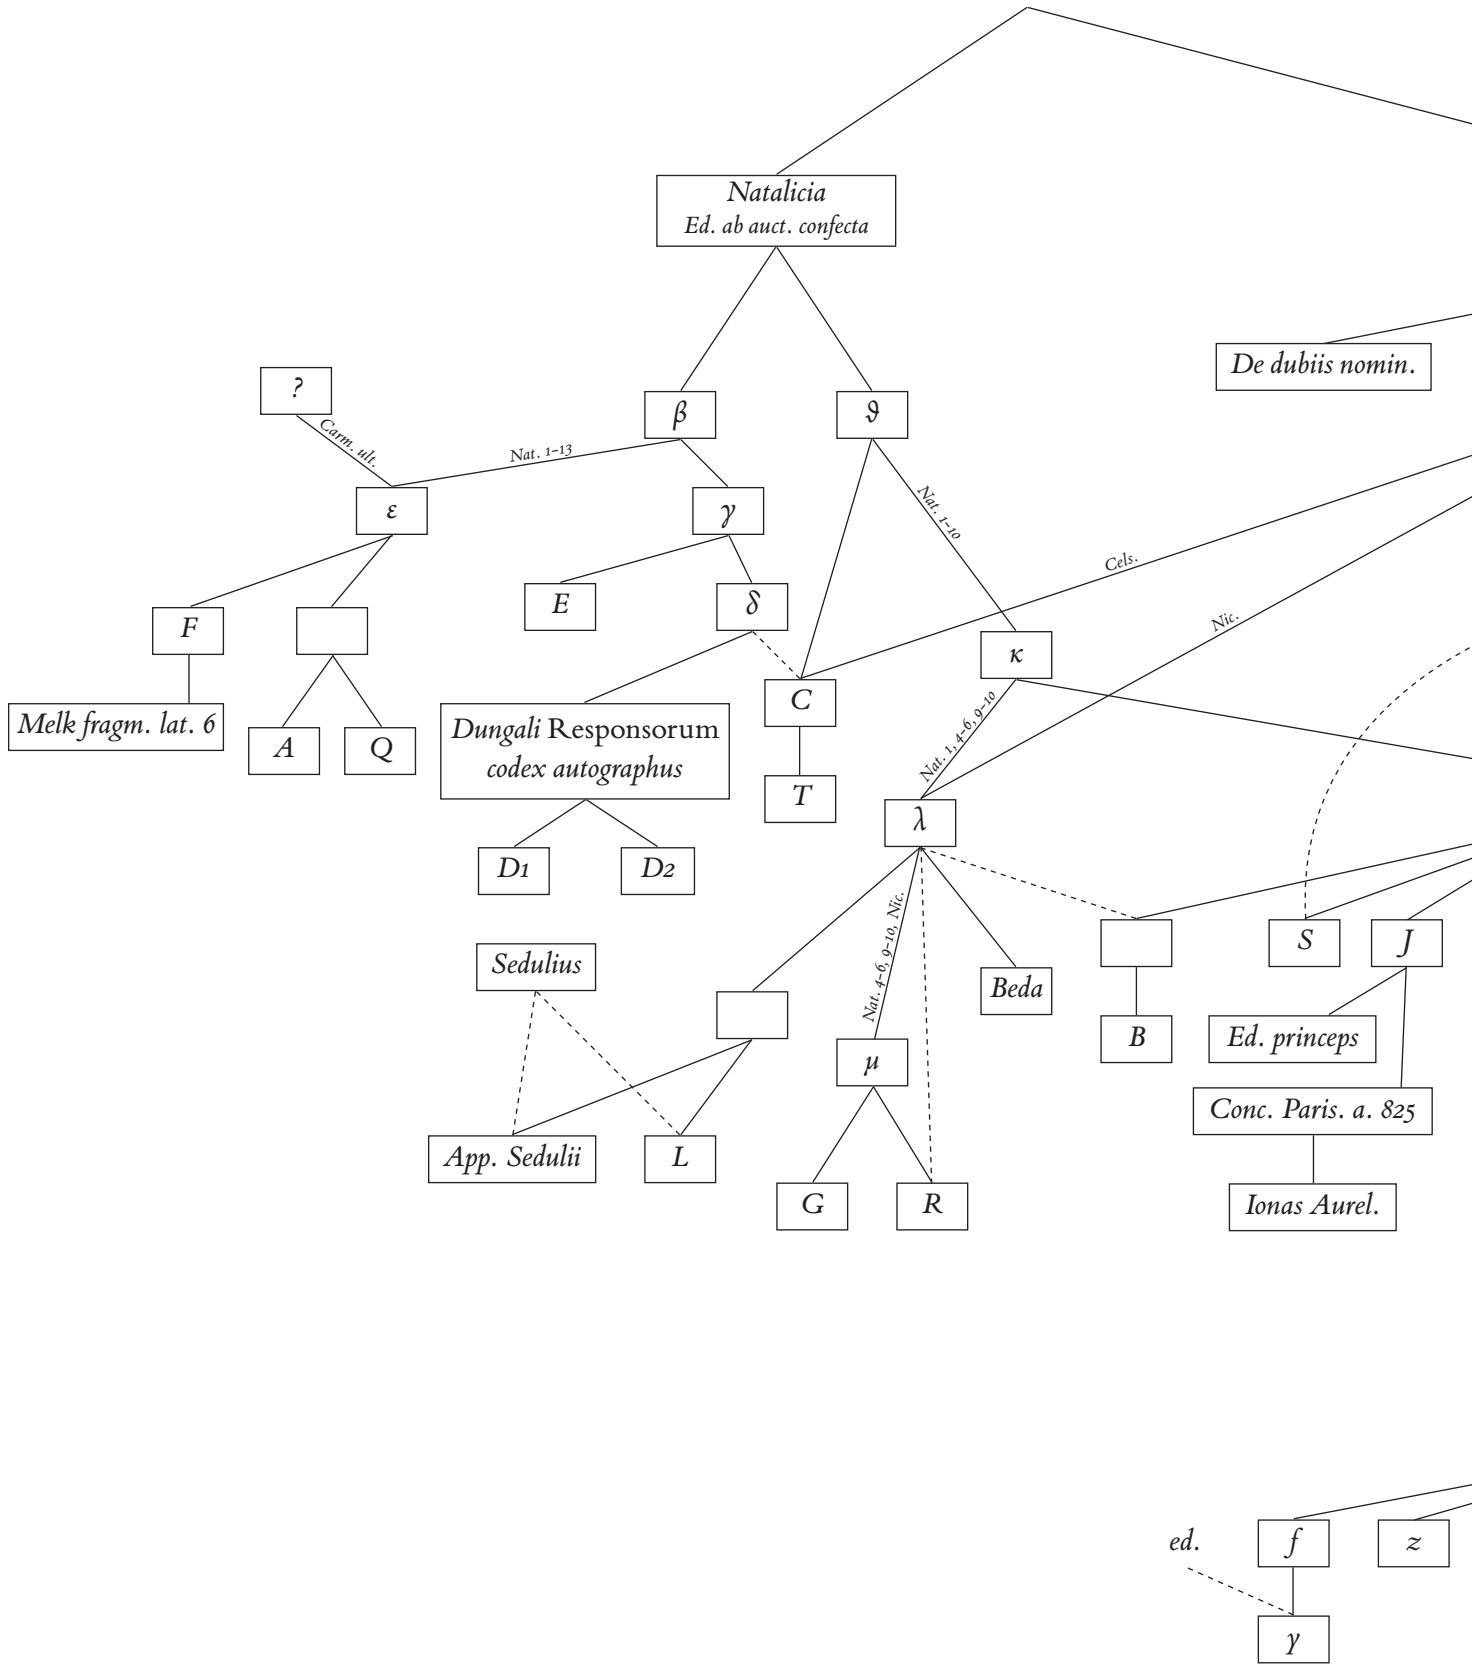 Natalicia
Ed. ab auct. confecta
De dubiis nomin.
?
β
ϑ
Carm. ult.
Nat. 1–13
Nat. 1–10
ε
γ
Cels.
E
δ
F
Nic.
κ
C
Melk fragm. lat. 6
A
Q
Dungali Responsorum
codex autographus
Nat. 1, 4–6, 9–10
T
λ
D1
D2
Nat. 4–6, 9–10, Nic.
S
J
Sedulius
Beda
B
Ed. princeps
μ
Conc. Paris. a. 825
App. Sedulii
L
G
R
Ionas Aurel.
ed.
f
z
γ